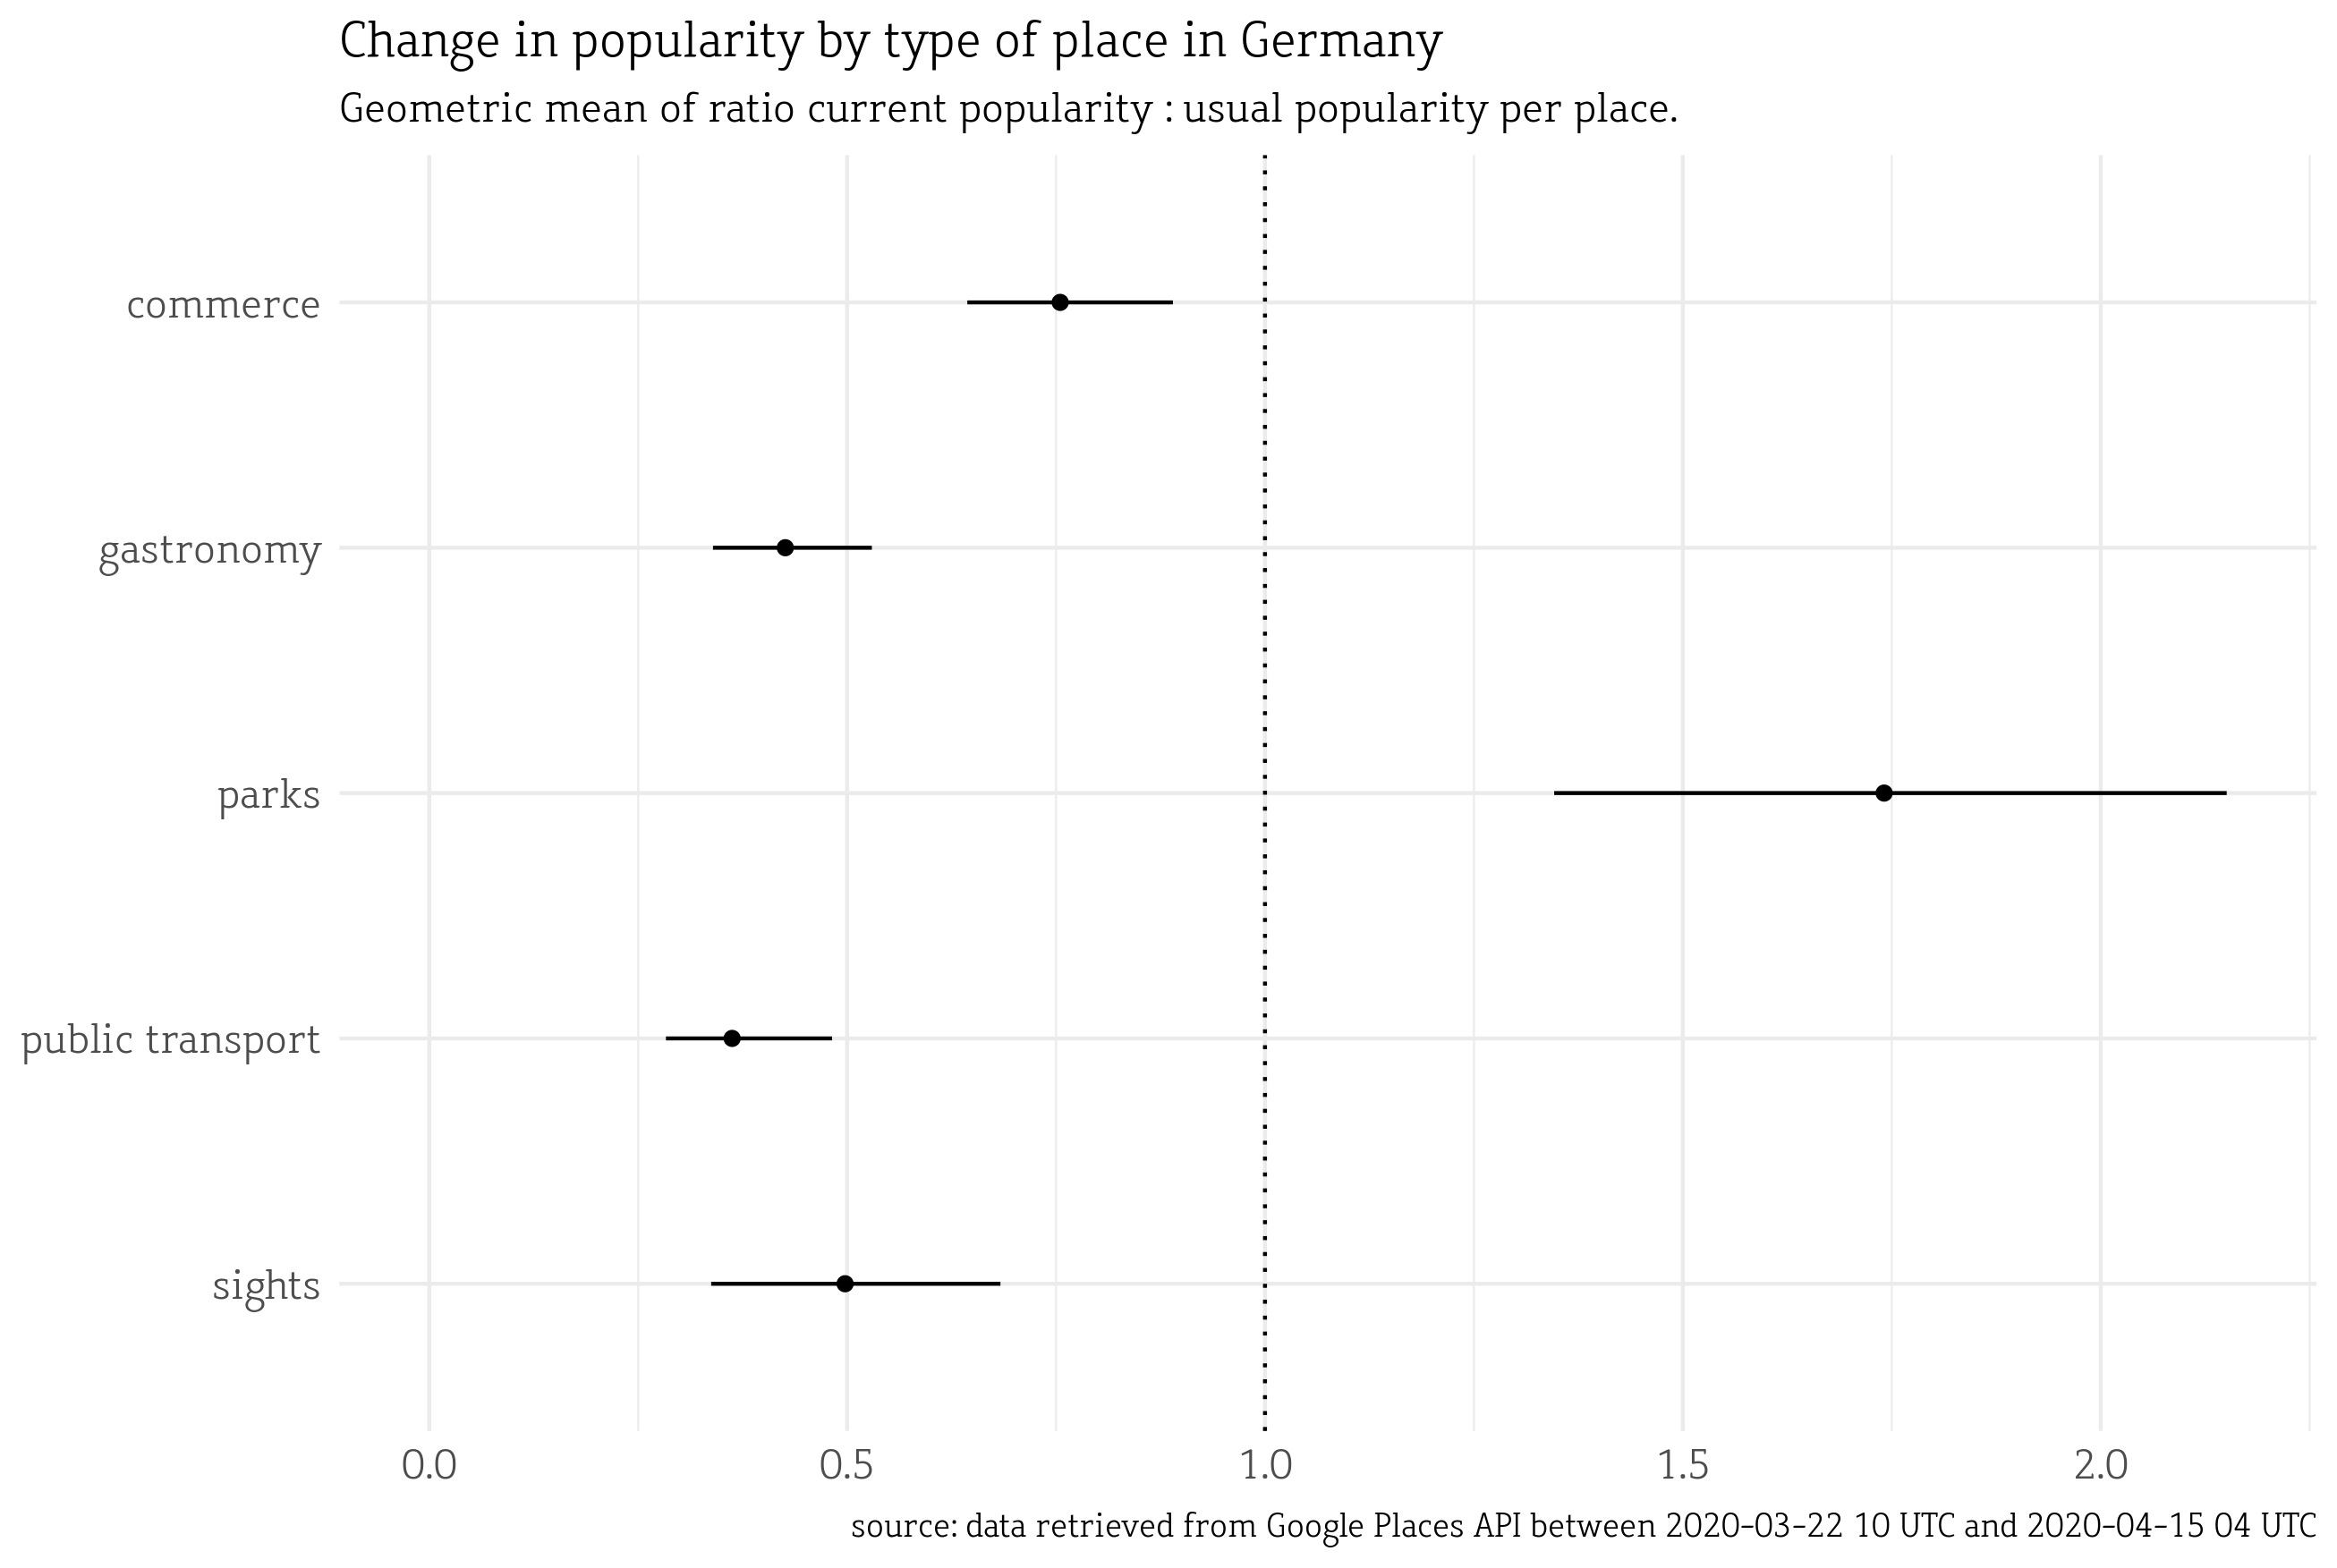 Change in popularity by type of place in Germany
Geometric mean of ratio current popularity : usual popularity per place.
commerce
gastronomy
parks
public transport
sights
0.0 0.5 1.0 1.5 2.0
source: data retrieved from Google Places API between 2020-03-22 10 UTC and 2020-04-15 04 UTC